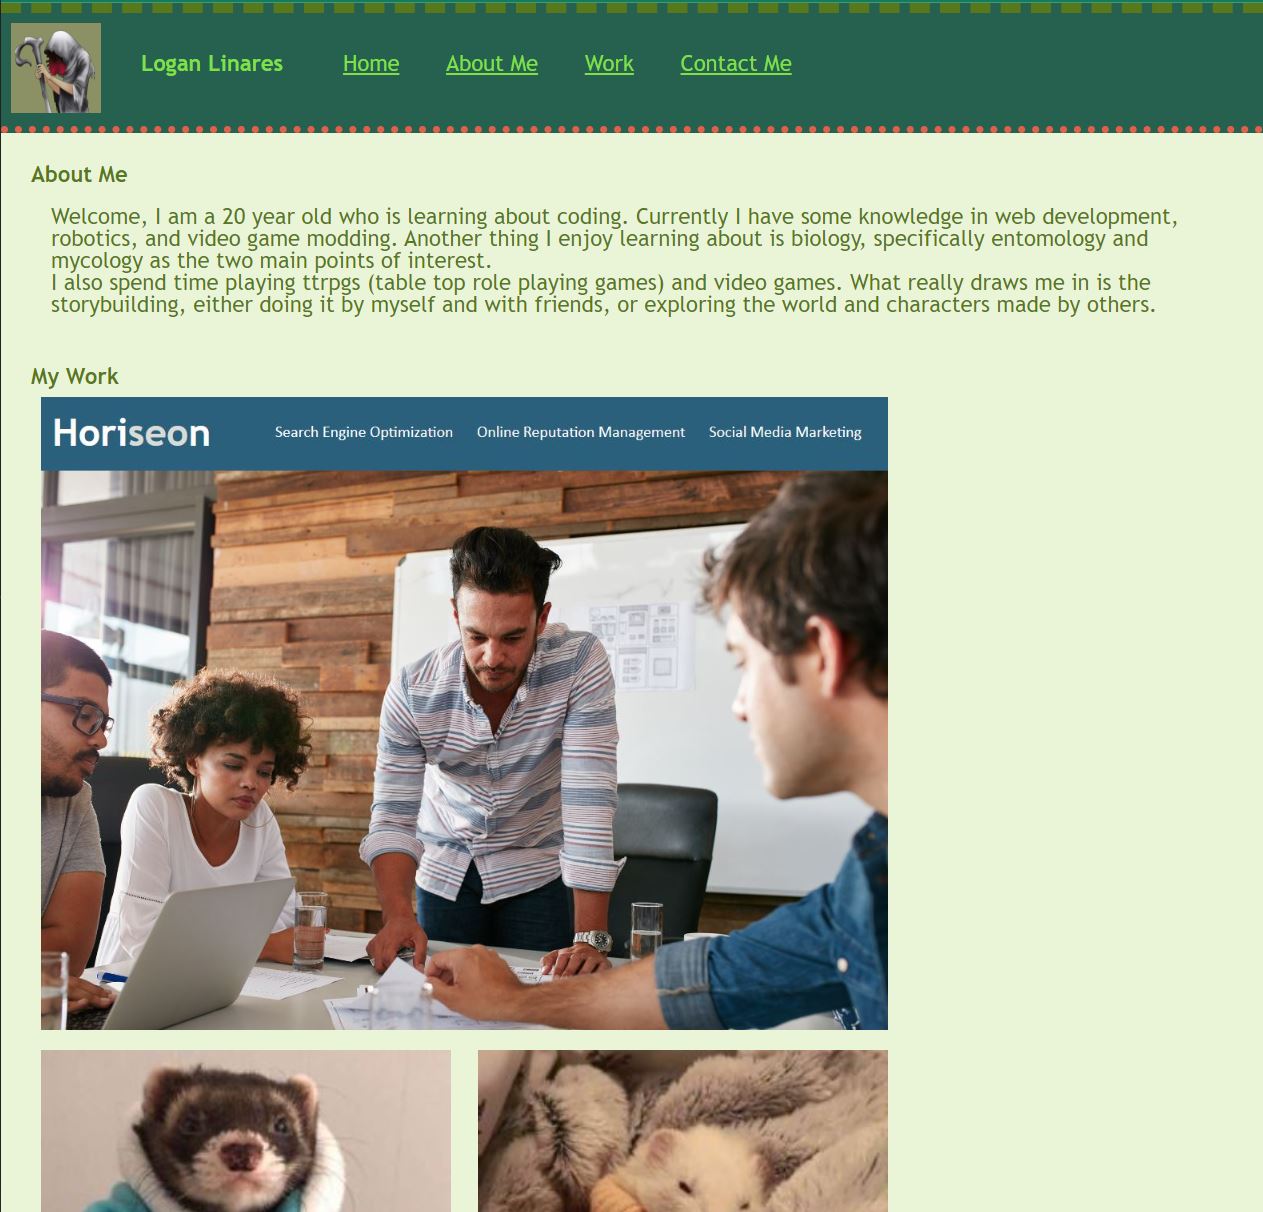 Logan Linares Home About Me Work Contact Me
About Me
Welcome, I am a 20 year old who is learning about coding. Currently I have some knowledge in web development,
robotics, and video game modding. Another thing I enjoy learning about is biology, specifically entomology and
mycology as the two main points of interest.
I also spend time playing ttrpgs (table top role playing games) and video games. What really draws me in is the
storybuilding, either doing it by myself and with friends, or exploring the world and characters made by others.
My Work
Horiseon Search Engine Optimization Online Reputation Management Social Media Marketing